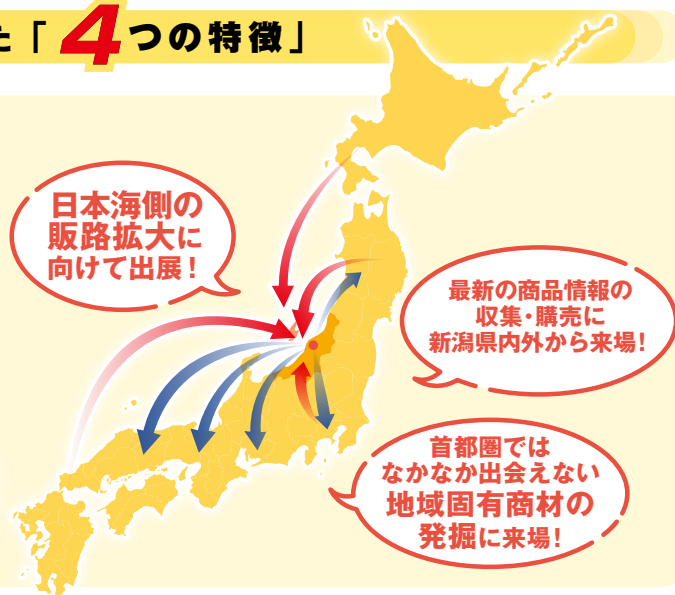 た「4つの特徴」
日本海側の
販路拡大に
向けて出展！
最新の商品情報の
収集・購売に
新潟県内外から来場！
首都圏では
なかなか出会えない
地域固有商材の
発掘に来場！